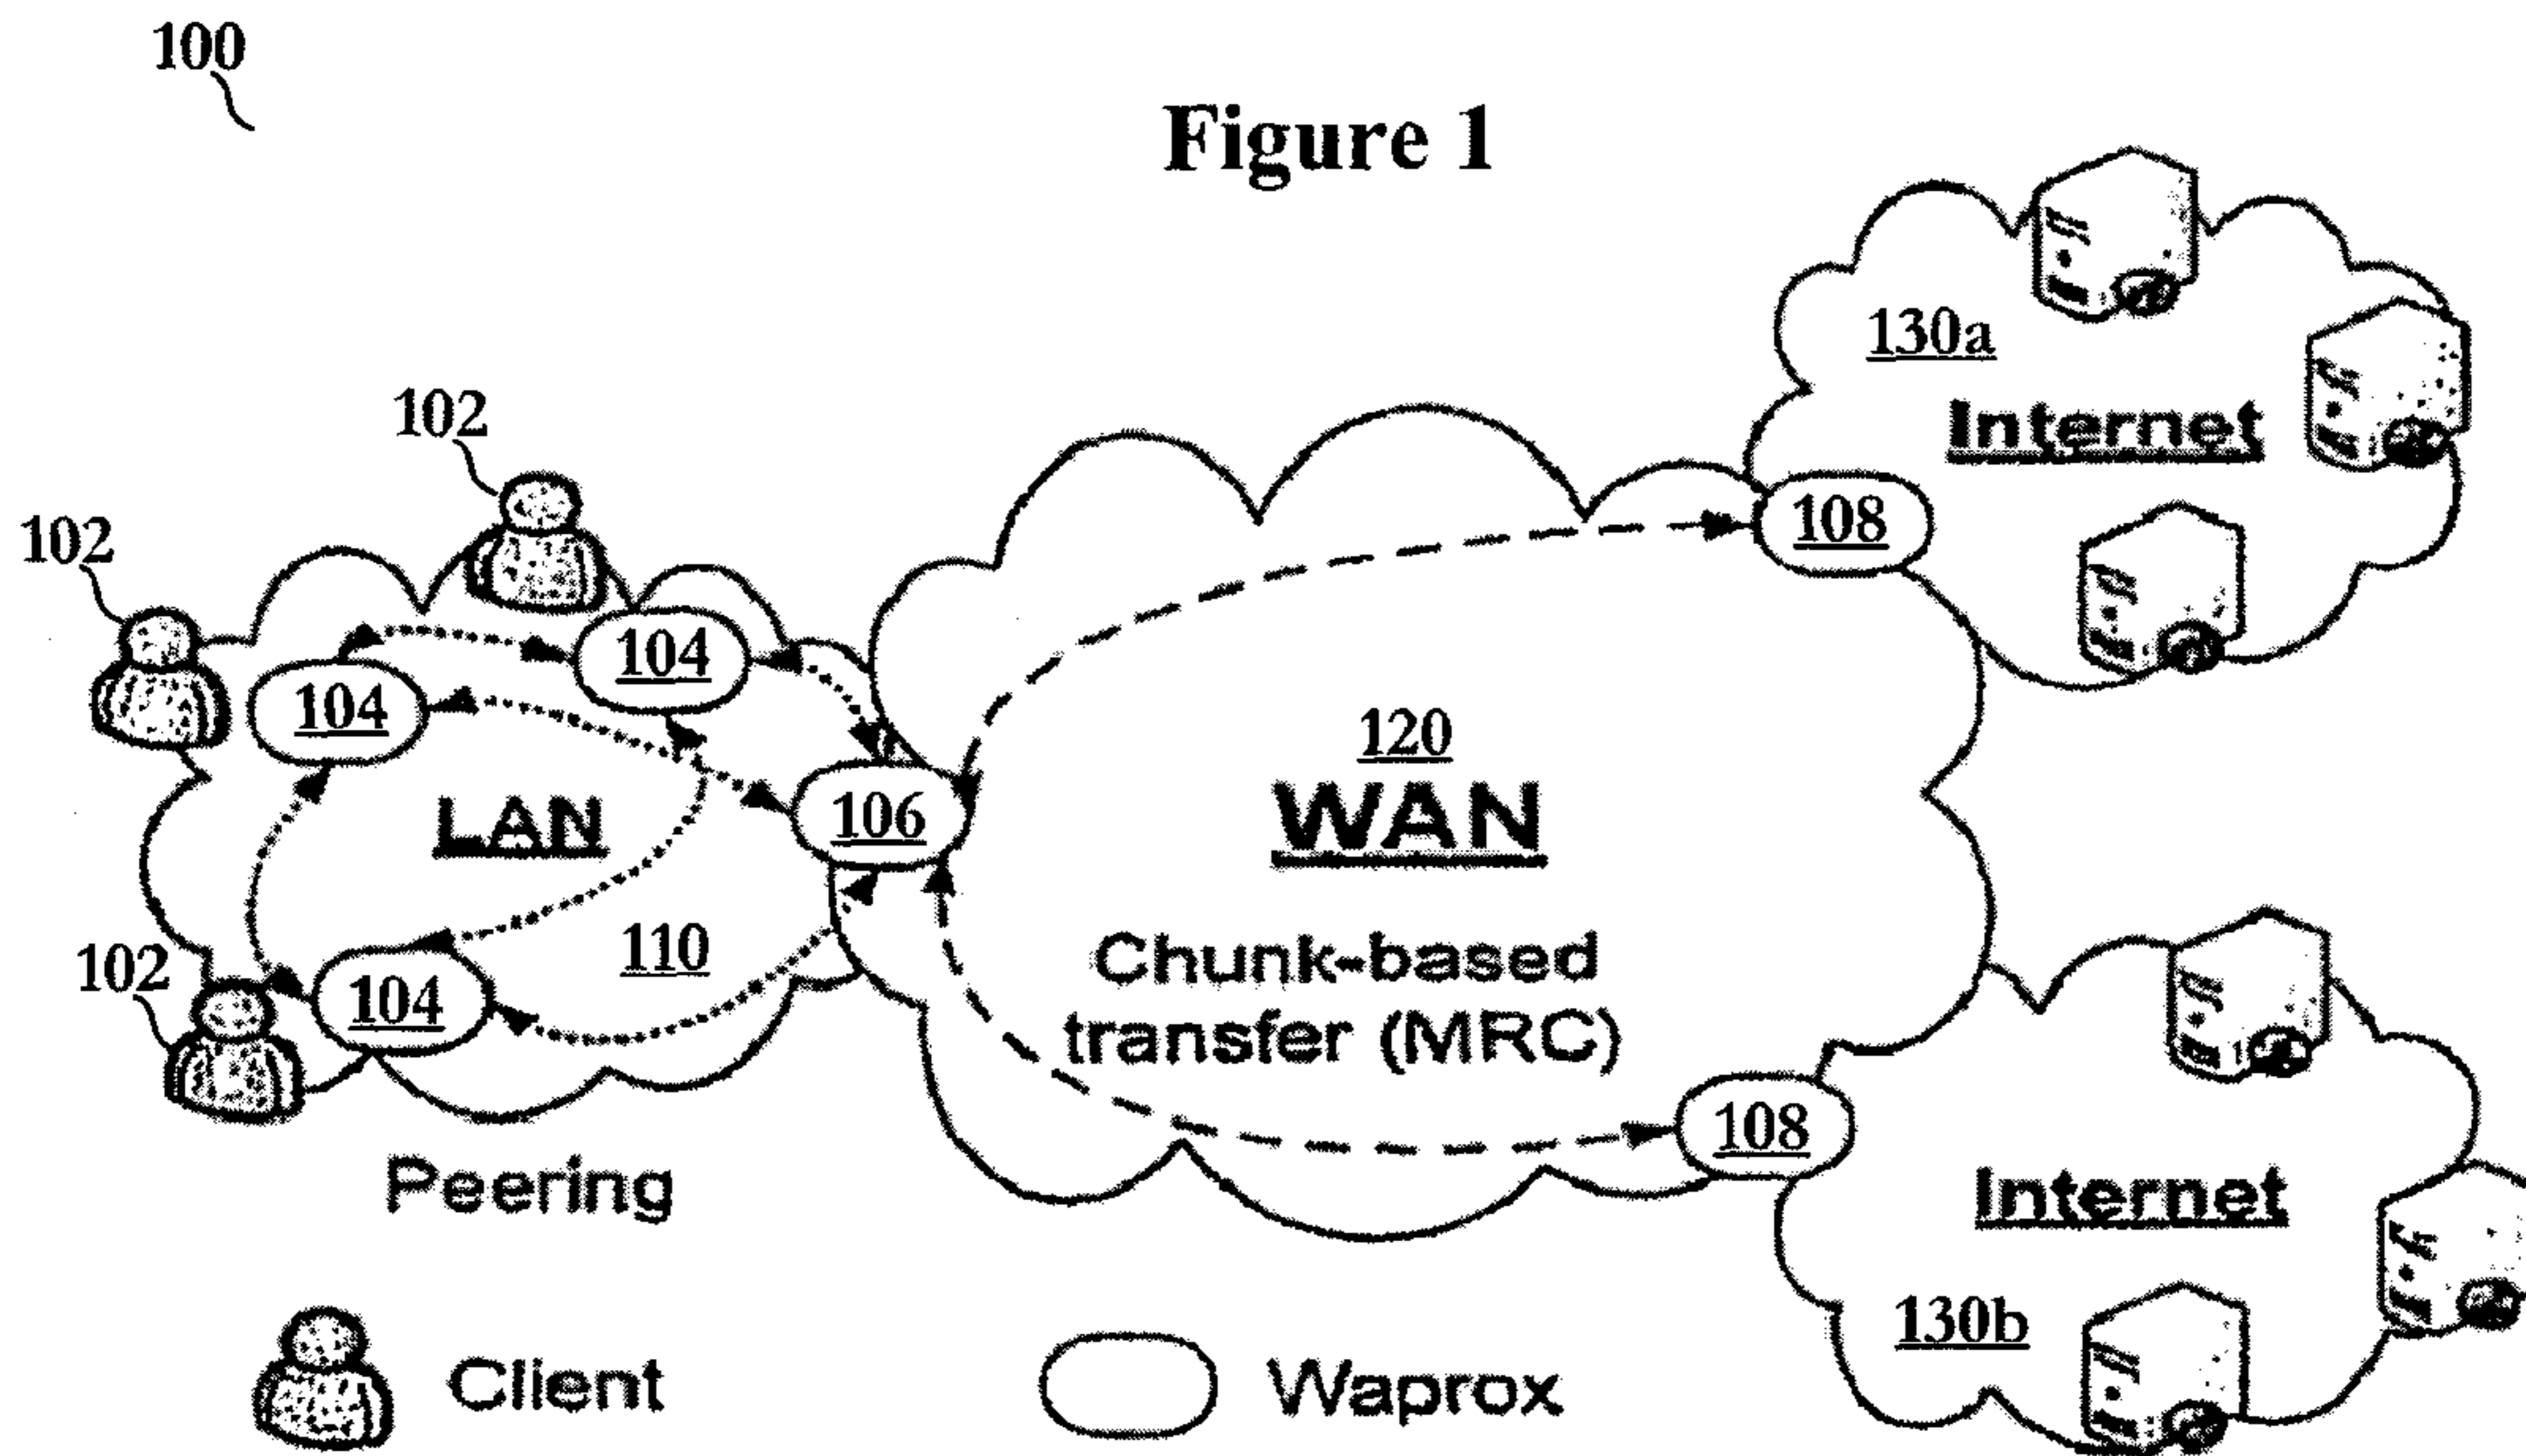 100
Figure 1
130a
Internet
102
102
108
104
104
120
WAN
LAN
106
Chunk-based
transfer (MRC)
110
102
104
108
Peering
Internet
130b
Client
Waprox